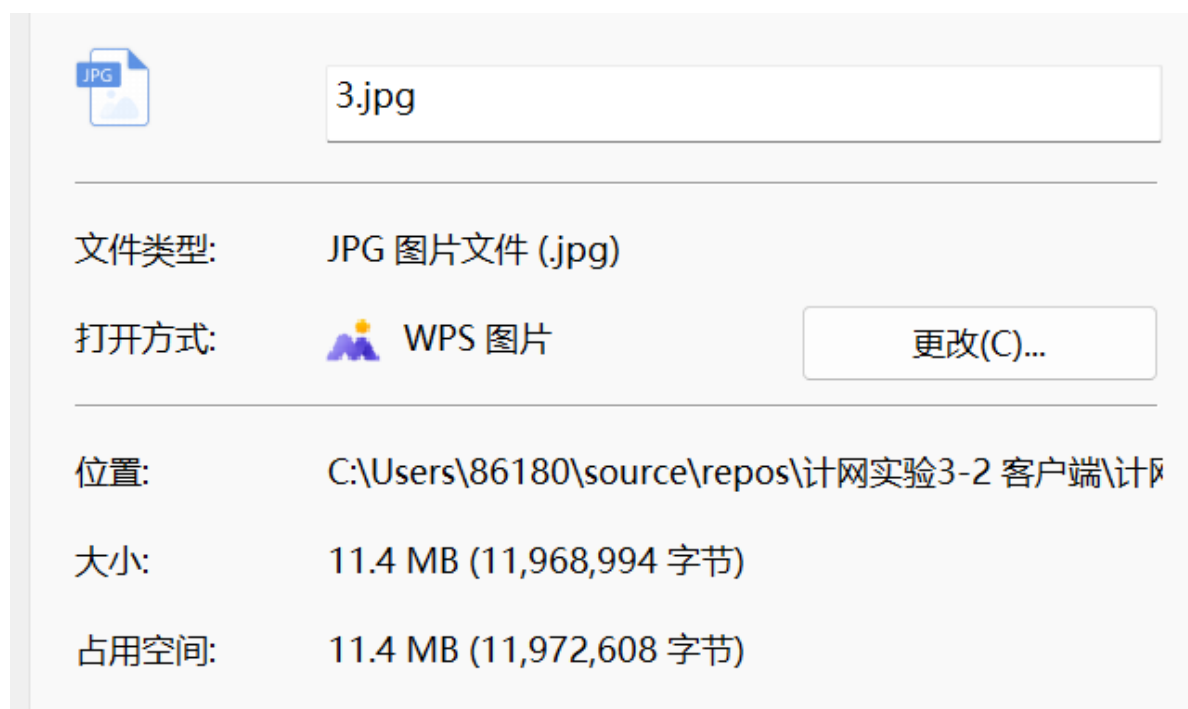 JPG
3.jpg
文件类型: JPG 图片文件 (.jpg)
打开方式: WPS 图片 更改(C)...
位置: C:\Users\86180\source\repos\计网实验3-2 客户端\计
大小: 11.4 MB (11,968,994 字节)
占用空间: 11.4 MB (11,972,608 字节)